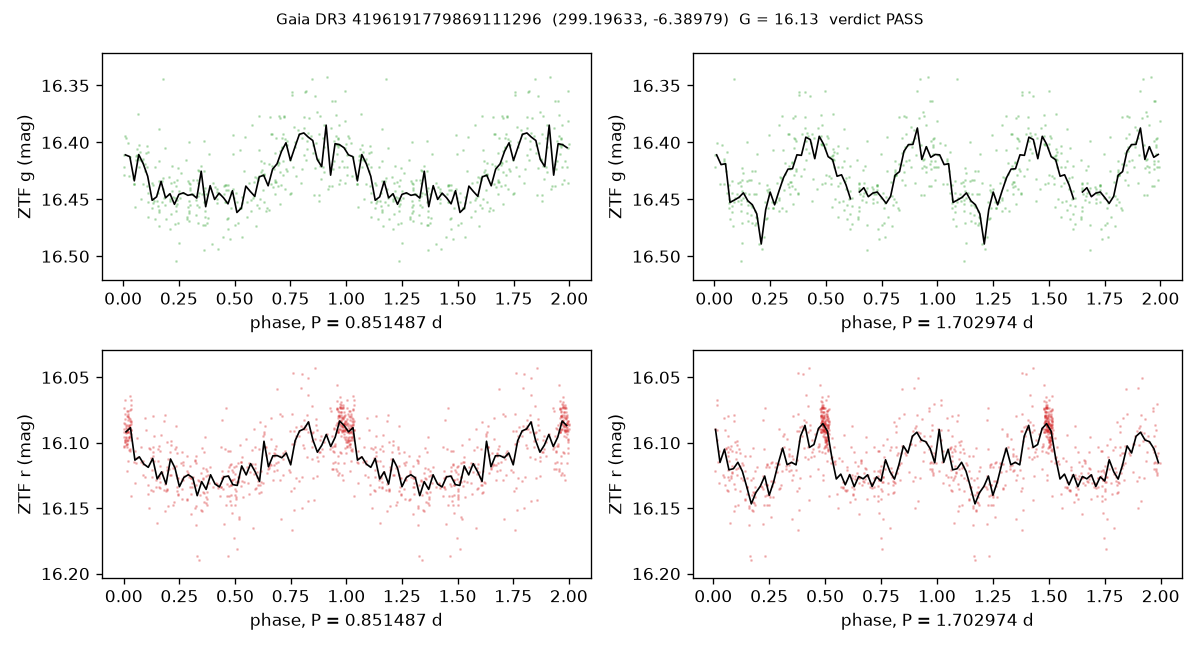 Gaia DR3 4196191779869111296  (299.19633, -6.38979)  G = 16.13  verdict PASS
ZTF g (mag)
16.35
16.40
16.45
16.50
0.00 0.25 0.50 0.75 1.00 1.25 1.50 1.75 2.00
phase, P = 0.851487 d
ZTF g (mag)
16.35
16.40
16.45
16.50
0.00 0.25 0.50 0.75 1.00 1.25 1.50 1.75 2.00
phase, P = 1.702974 d
ZTF r (mag)
16.05
16.10
16.15
16.20
0.00 0.25 0.50 0.75 1.00 1.25 1.50 1.75 2.00
phase, P = 0.851487 d
ZTF r (mag)
16.05
16.10
16.15
16.20
0.00 0.25 0.50 0.75 1.00 1.25 1.50 1.75 2.00
phase, P = 1.702974 d